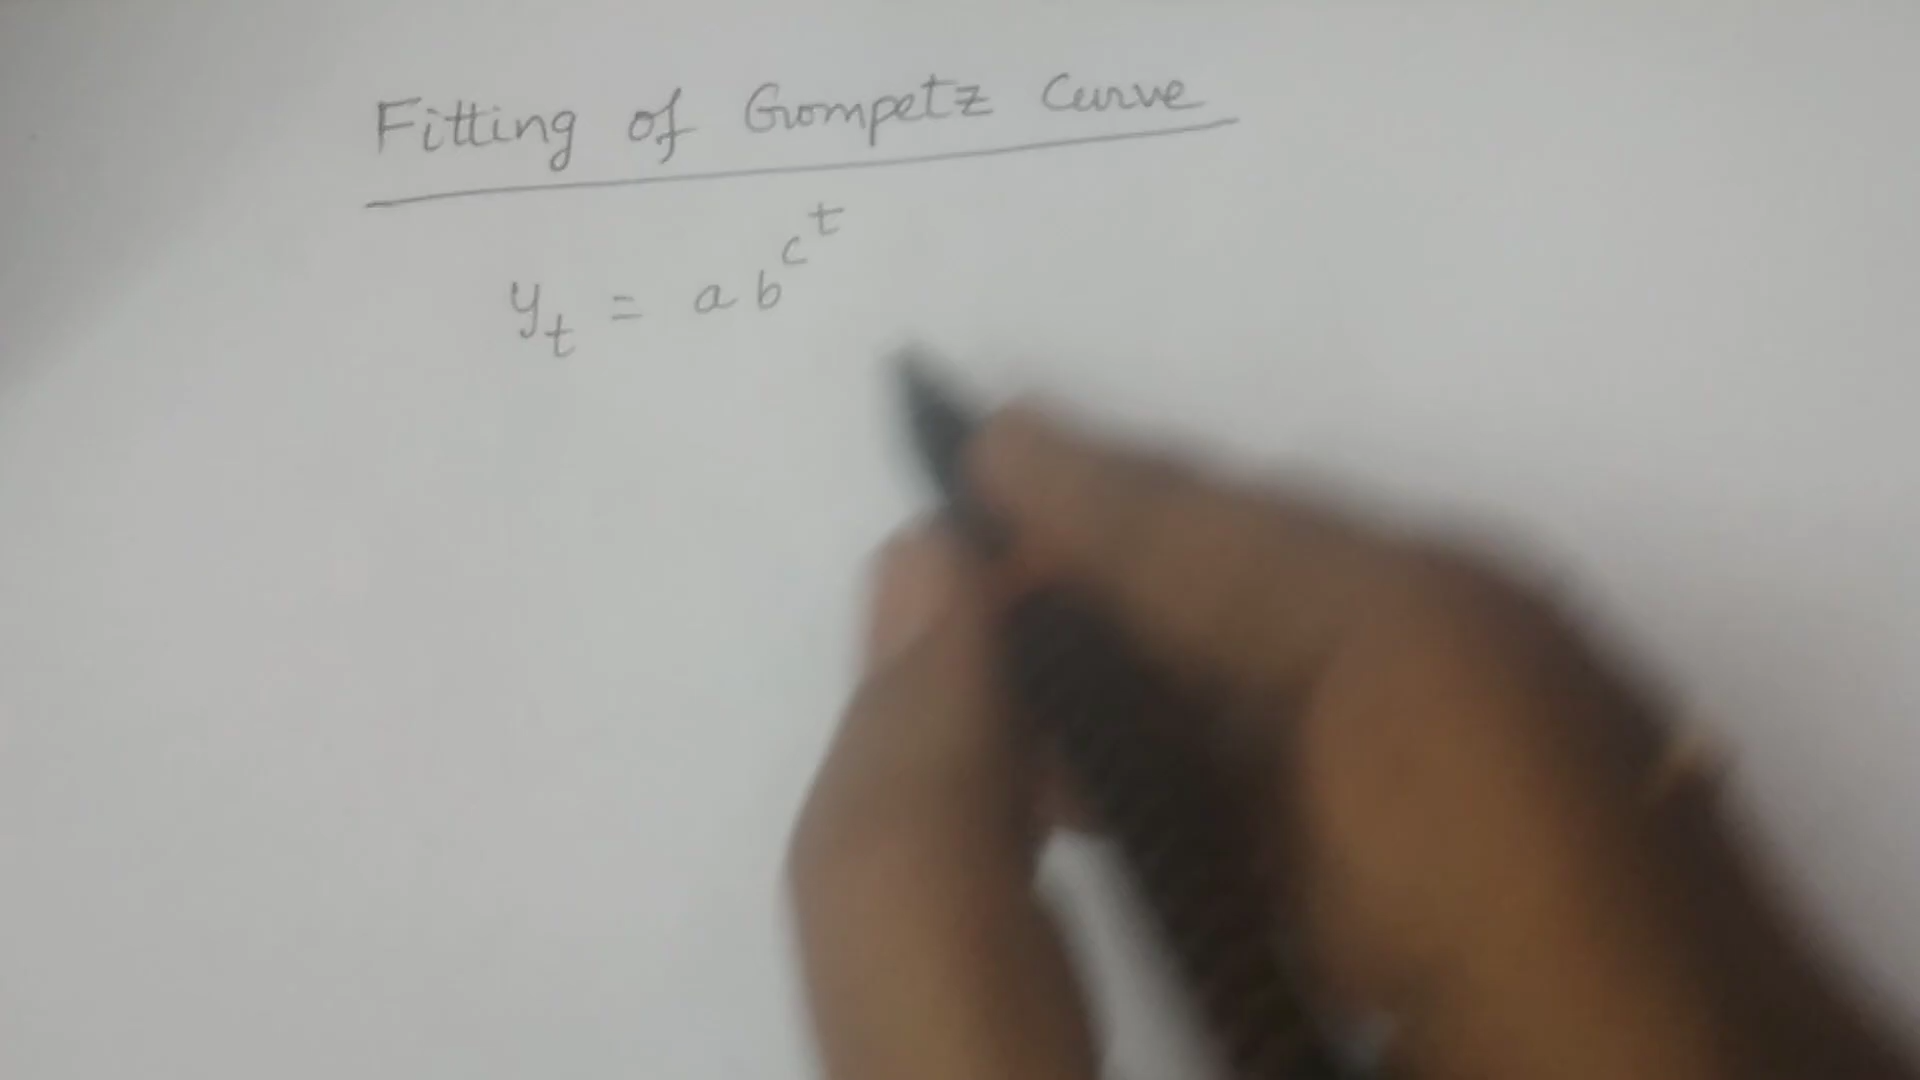 Fitting of Gompetz Curve
y_t = a b^{c^t}